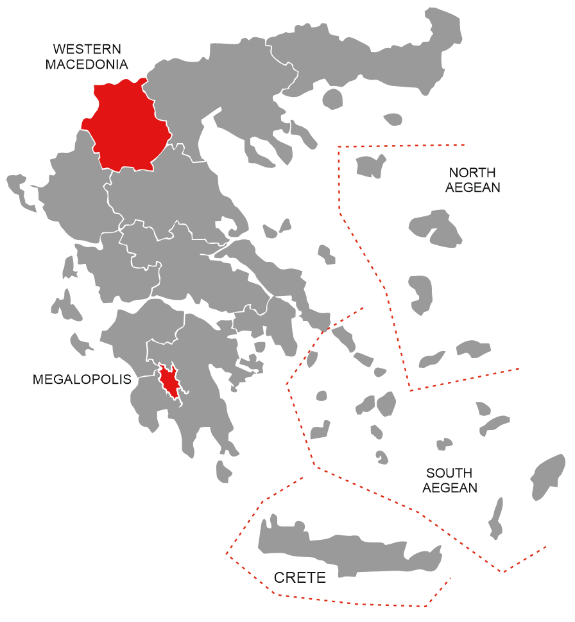 WESTERN
MACEDONIA
NORTH
AEGEAN
MEGALOPOLIS
SOUTH
AEGEAN
CRETE